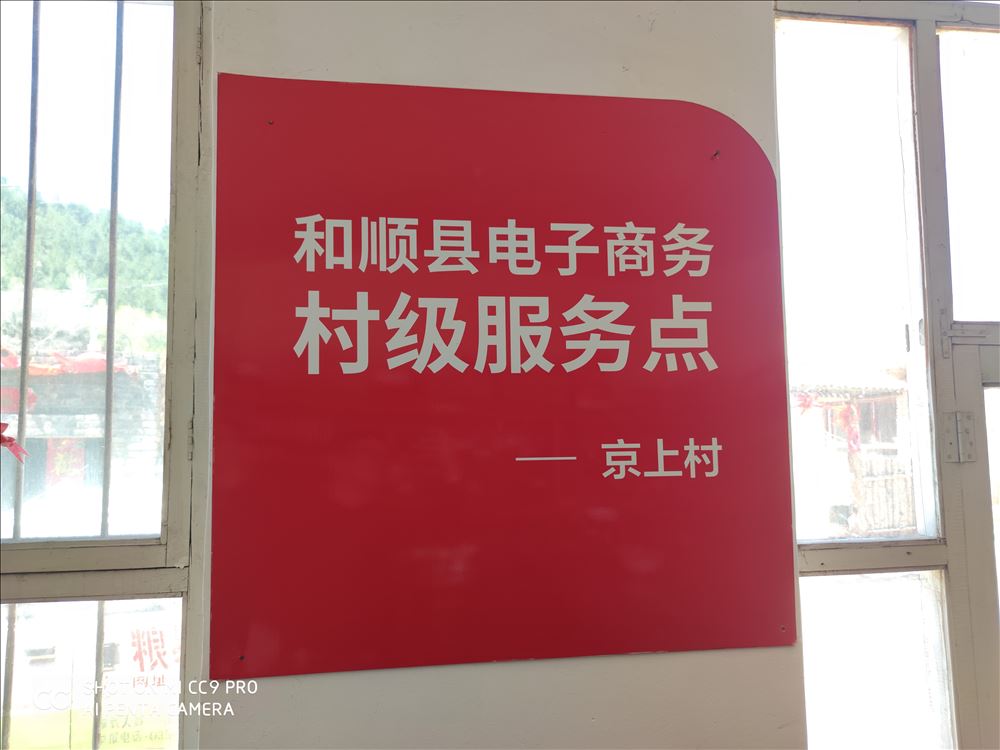 和顺县电子商务
村级服务点
—— 京上村
粮
SHOT ON MI CC9 PRO
AI PENTA CAMERA